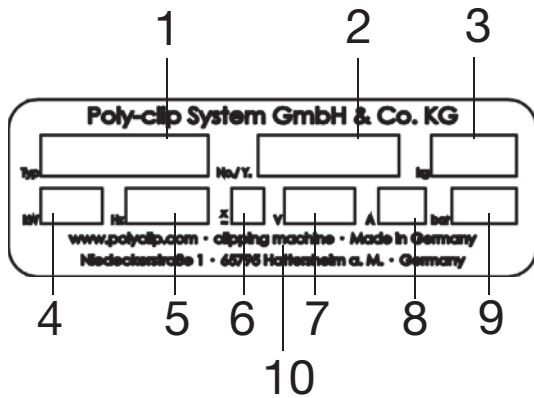 1 2 3
Poly-clip System GmbH & Co. KG
Typ No./Y. kg
kW Hz x V A bar
www.polyclip.com · clipping machine · Made in Germany
Niedeckerstraße 1 · 65795 Hattersheim a. M. · Germany
4 5 6 7 8 9
10